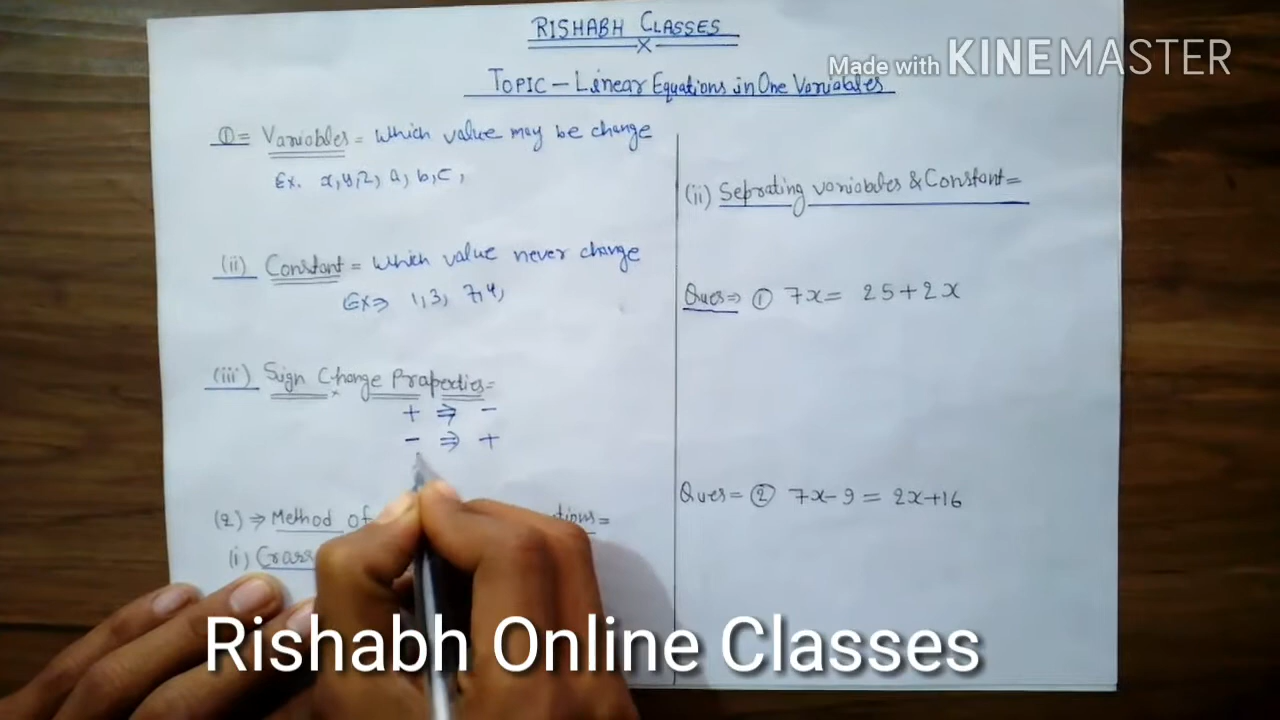 RISHABH CLASSES
x
Made with KINEMASTER
TOPIC - Linear Equations in One Variables
①= Variables = Which value may be change
Ex. x, y, z, a, b, c,
(ii) Constant = Which value never change
Ex⇒ 1, 3, 7, 4,
(iii) Sign Change Properties=
+ ⇒ -
- ⇒ +
(2) ⇒ Method of
(i)
(ii) Seprating variables & Constant=
Ques⇒ ① 7x= 25+2x
Ques= ② 7x-9 = 2x+16
Rishabh Online Classes